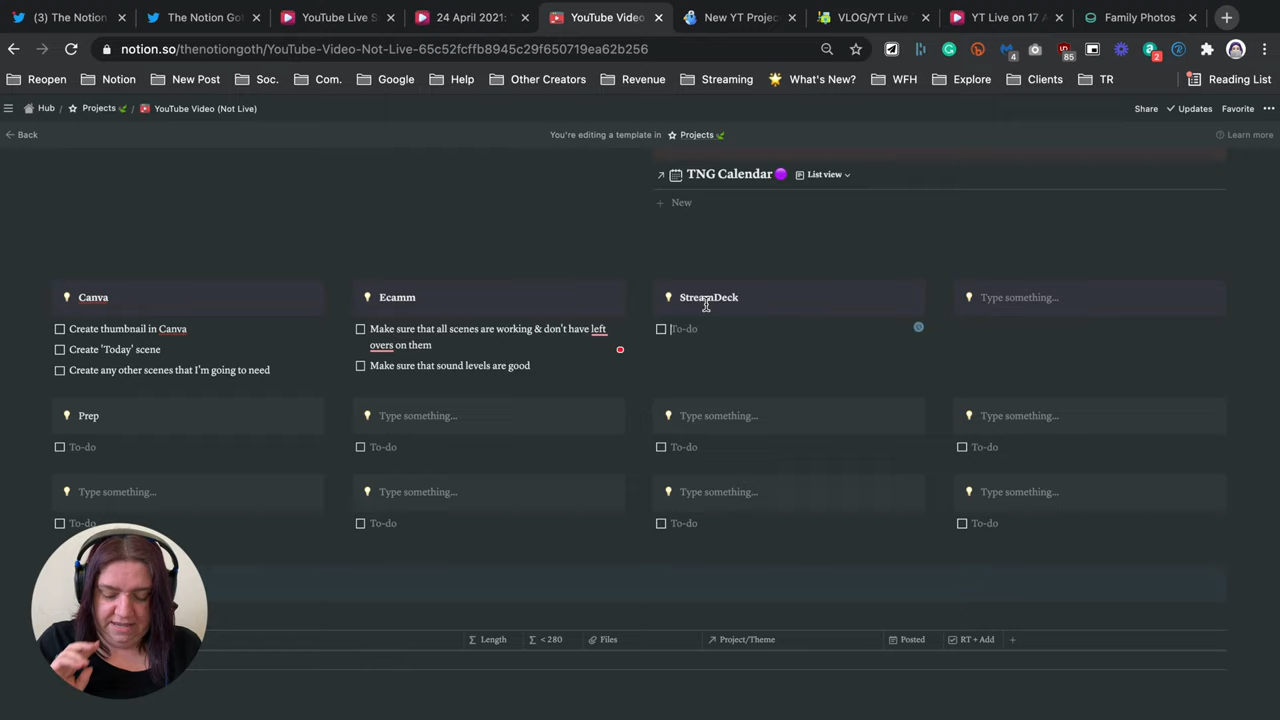 (3) The Notion
The Notion Got
YouTube Live S
24 April 2021:
YouTube Video
New YT Projec
VLOG/YT Live
YT Live on 17 A
Family Photos
notion.so/thenotiongoth/YouTube-Video-Not-Live-65c52fcffb8945c29f650719ea62b256
4
85
2
Reopen
Notion
New Post
Soc.
Com.
Google
Help
Other Creators
Revenue
Streaming
What's New?
WFH
Explore
Clients
TR
Reading List
Hub / Projects / YouTube Video (Not Live)
Share
Updates
Favorite
Back
You're editing a template in Projects
Learn more
TNG Calendar
List view
New
Canva
Create thumbnail in Canva
Create 'Today' scene
Create any other scenes that I'm going to need
Ecamm
Make sure that all scenes are working & don't have left
overs on them
Make sure that sound levels are good
StreamDeck
To-do
Type something...
Prep
To-do
Type something...
To-do
Type something...
To-do
Type something...
To-do
Type something...
To-do
Type something...
To-do
Type something...
To-do
Type something...
To-do
Length
< 280
Files
Project/Theme
Posted
RT + Add